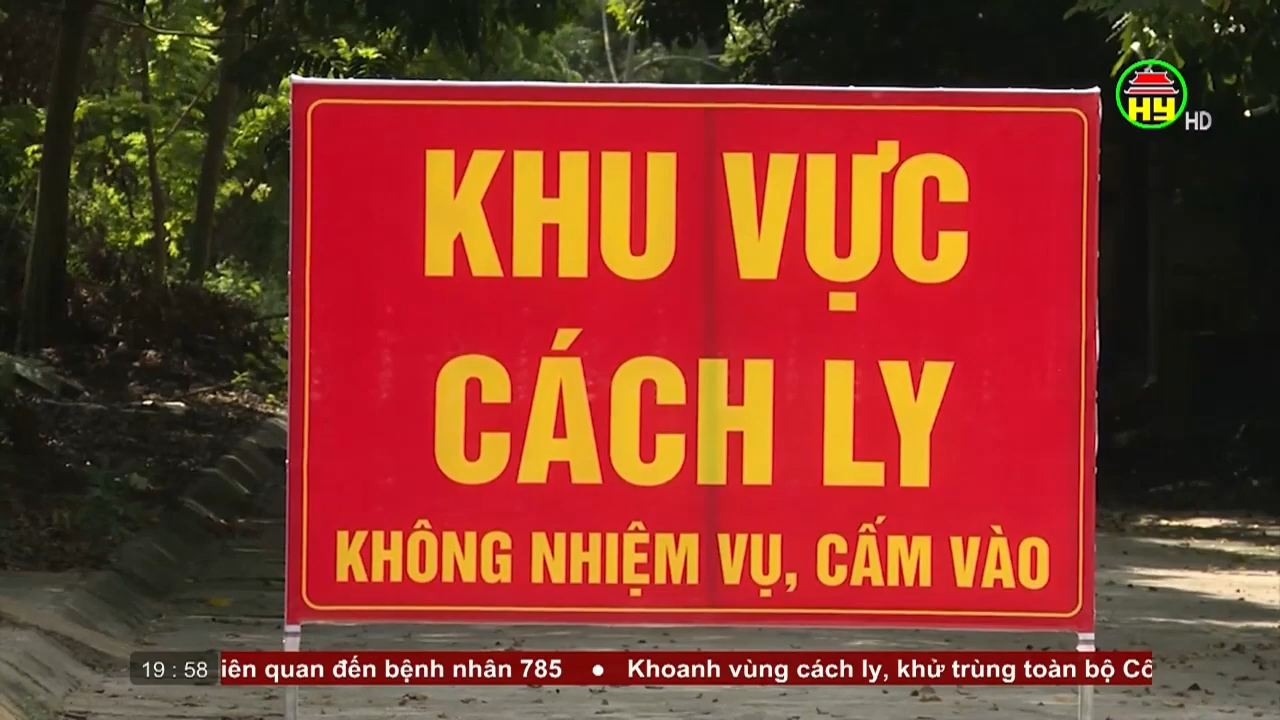 HY HD
KHU VỰC
CÁCH LY
KHÔNG NHIỆM VỤ, CẤM VÀO
19 : 58 iên quan đến bệnh nhân 785 ● Khoanh vùng cách ly, khử trùng toàn bộ